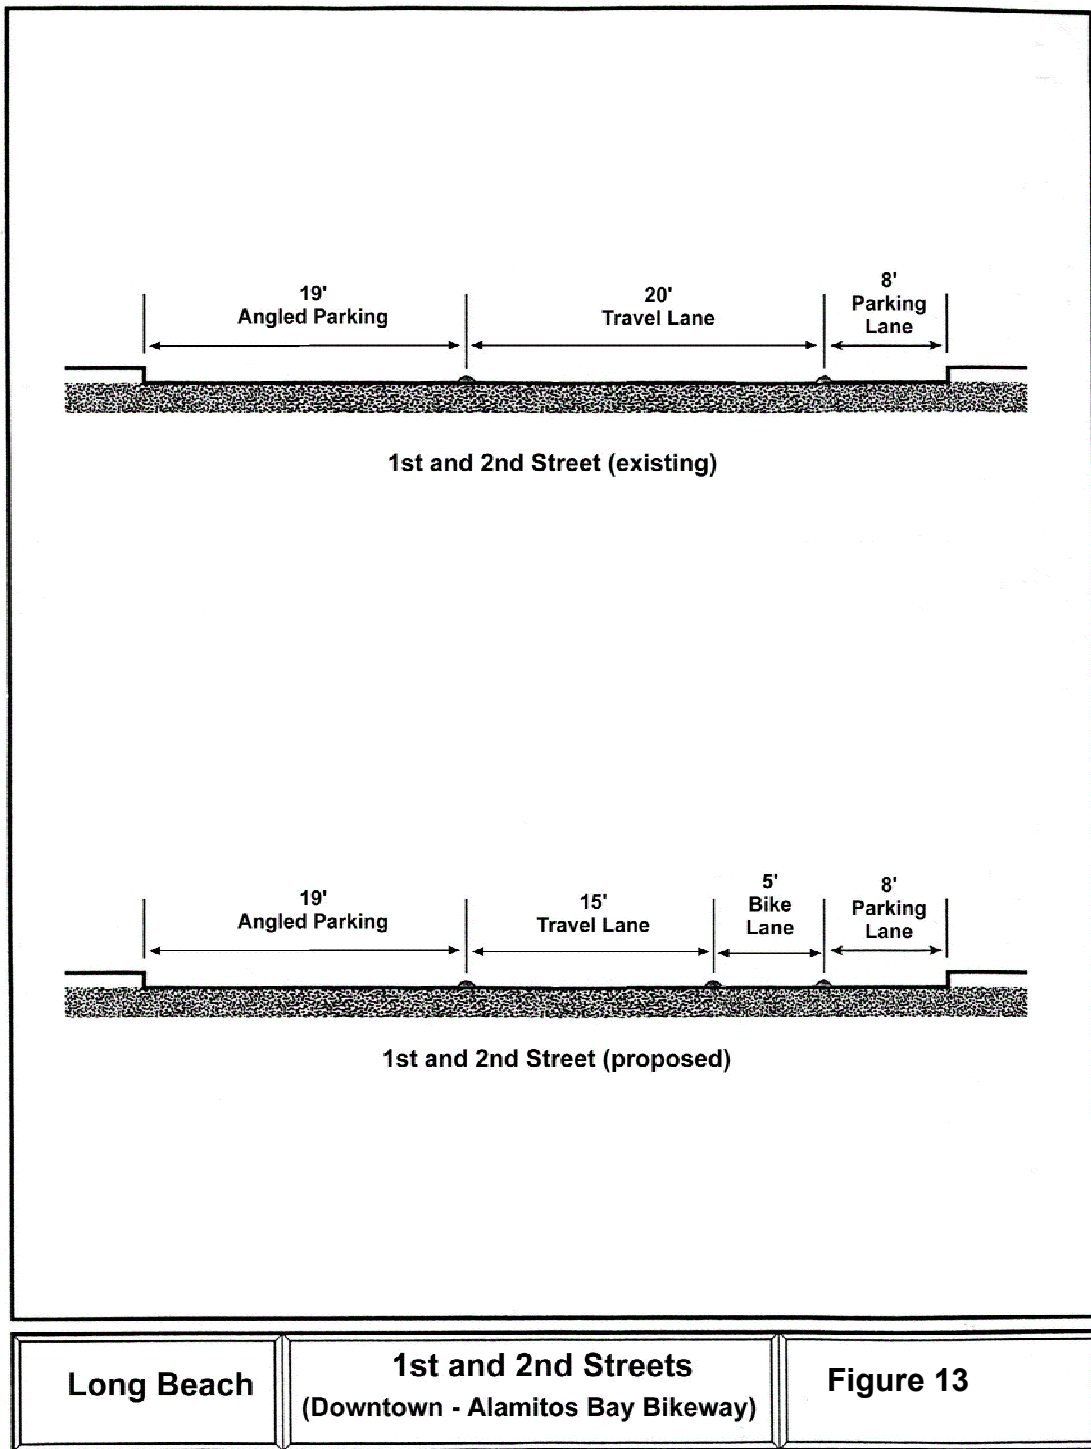 19'
Angled Parking
20'
Travel Lane
8'
Parking
Lane
1st and 2nd Street (existing)
19'
Angled Parking
15'
Travel Lane
5'
Bike
Lane
8'
Parking
Lane
1st and 2nd Street (proposed)
Long Beach
1st and 2nd Streets
(Downtown - Alamitos Bay Bikeway)
Figure 13